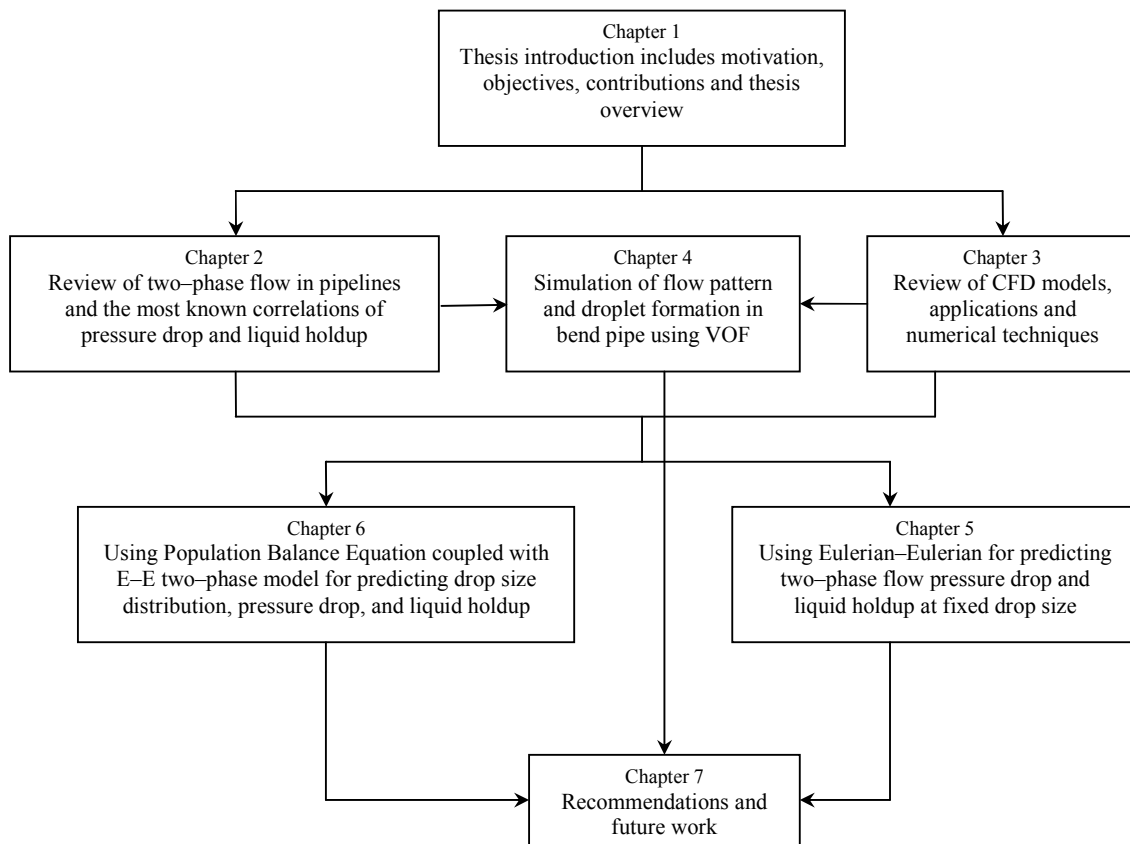 Chapter 1
Thesis introduction includes motivation,
objectives, contributions and thesis
overview
Chapter 2
Review of two–phase flow in pipelines
and the most known correlations of
pressure drop and liquid holdup
Chapter 4
Simulation of flow pattern
and droplet formation in
bend pipe using VOF
Chapter 3
Review of CFD models,
applications and
numerical techniques
Chapter 6
Using Population Balance Equation coupled with
E–E two–phase model for predicting drop size
distribution, pressure drop, and liquid holdup
Chapter 5
Using Eulerian–Eulerian for predicting
two–phase flow pressure drop and
liquid holdup at fixed drop size
Chapter 7
Recommendations and
future work